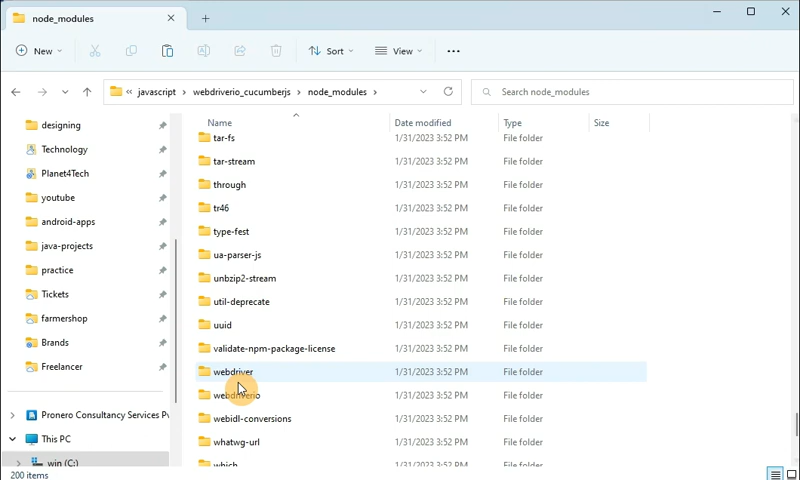 node_modules
New
Sort
View
« javascript › webdriverio_cucumberjs › node_modules ›
Search node_modules
Name Date modified Type Size
designing
Technology
Planet4Tech
youtube
android-apps
java-projects
practice
Tickets
farmershop
Brands
Freelancer
Pronero Consultancy Services Pv
This PC
win (C:)
tar-fs 1/31/2023 3:52 PM File folder
tar-stream 1/31/2023 3:52 PM File folder
through 1/31/2023 3:52 PM File folder
tr46 1/31/2023 3:52 PM File folder
type-fest 1/31/2023 3:52 PM File folder
ua-parser-js 1/31/2023 3:52 PM File folder
unbzip2-stream 1/31/2023 3:52 PM File folder
util-deprecate 1/31/2023 3:52 PM File folder
uuid 1/31/2023 3:52 PM File folder
validate-npm-package-license 1/31/2023 3:52 PM File folder
webdriver 1/31/2023 3:52 PM File folder
webdriverio 1/31/2023 3:52 PM File folder
webidl-conversions 1/31/2023 3:52 PM File folder
whatwg-url 1/31/2023 3:52 PM File folder
which 1/31/2023 3:52 PM File folder
200 items